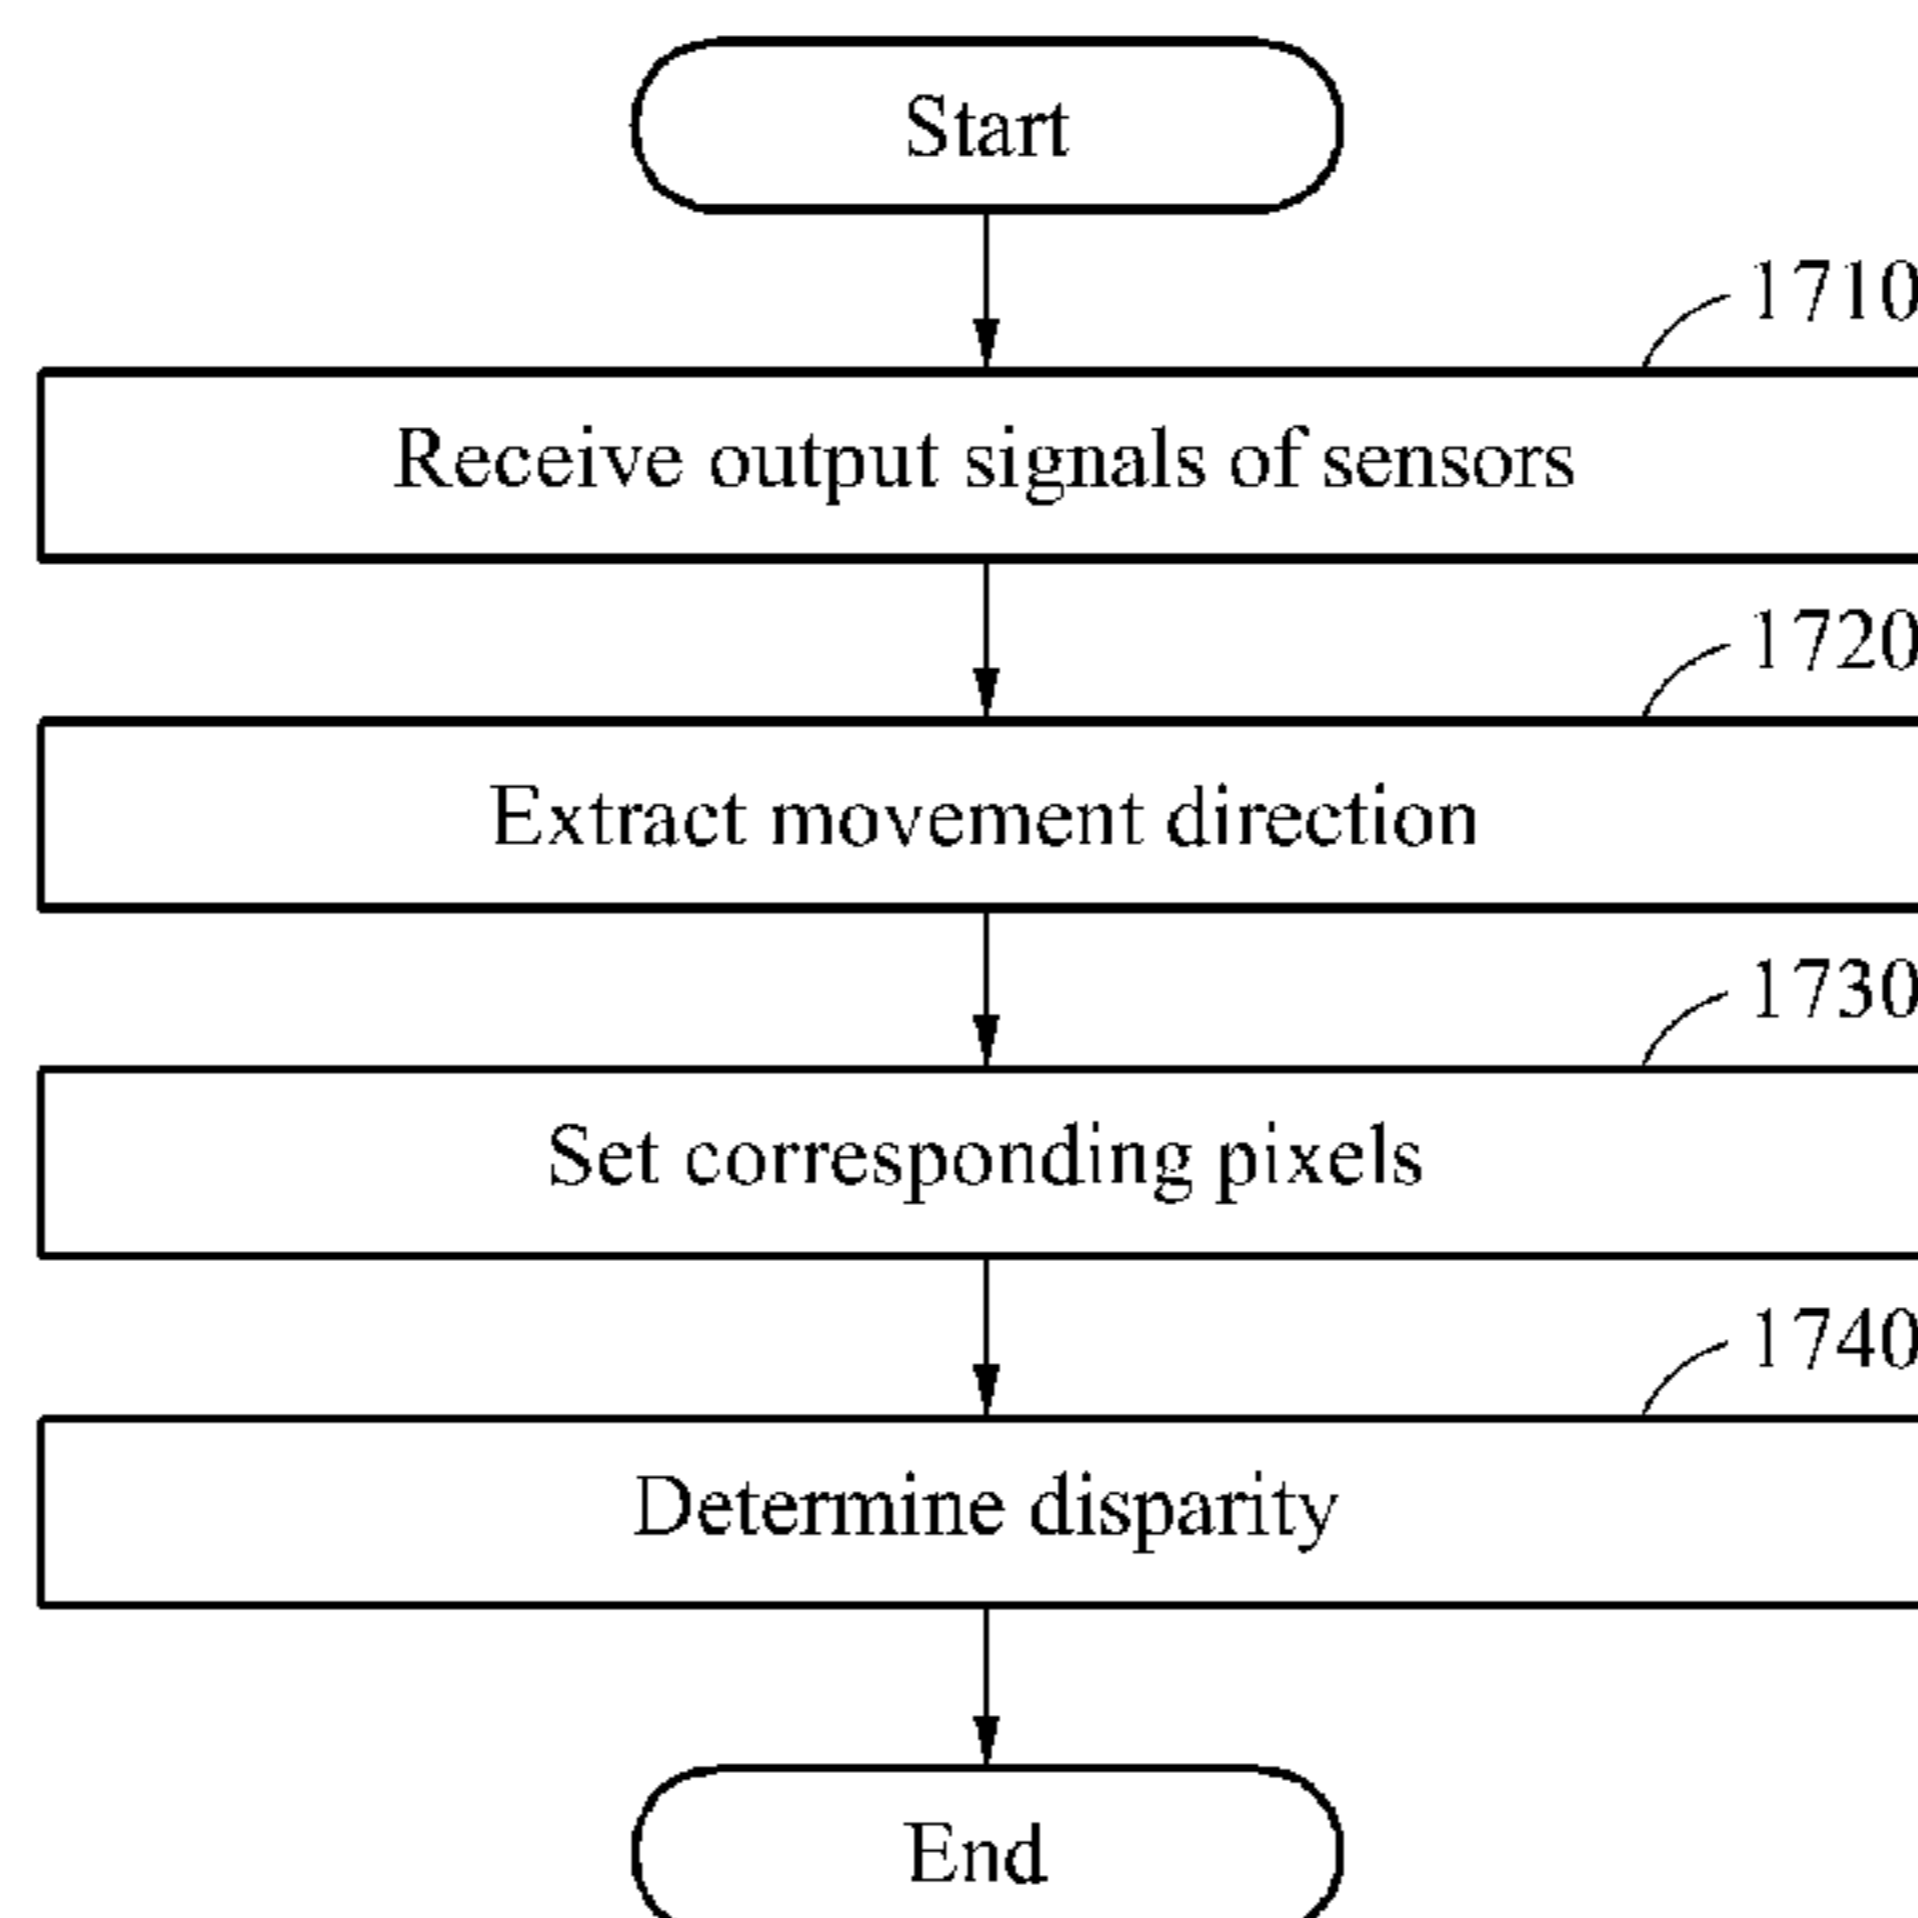 Start
1710
Receive output signals of sensors
1720
Extract movement direction
1730
Set corresponding pixels
1740
Determine disparity
End